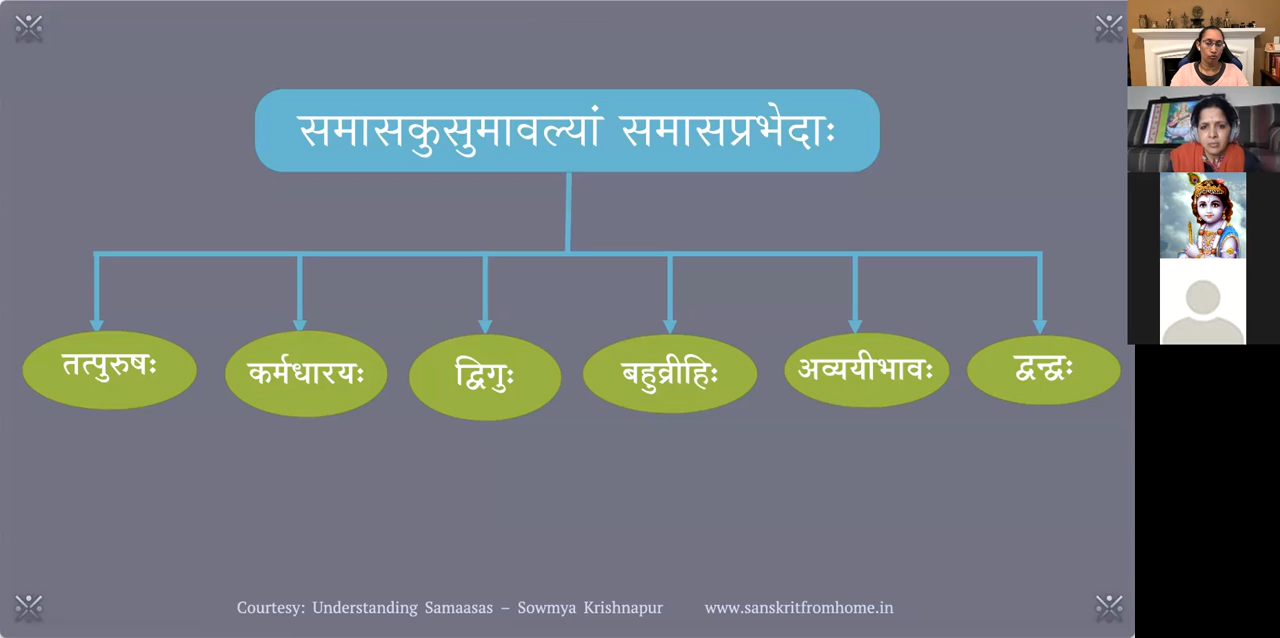 समासकुसुमावल्यां समासप्रभेदाः
तत्पुरुषः
कर्मधारयः
द्विगुः
बहुव्रीहिः
अव्ययीभावः
द्वन्द्वः
Courtesy: Understanding Samaasas – Sowmya Krishnapur www.sanskritfromhome.in